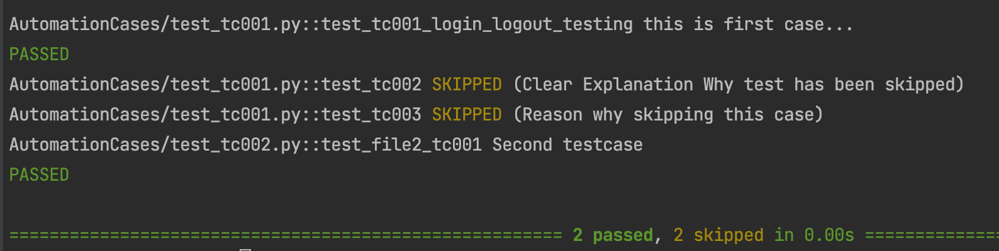 AutomationCases/test_tc001.py::test_tc001_login_logout_testing this is first case...
PASSED
AutomationCases/test_tc001.py::test_tc002 SKIPPED (Clear Explanation Why test has been skipped)
AutomationCases/test_tc001.py::test_tc003 SKIPPED (Reason why skipping this case)
AutomationCases/test_tc002.py::test_file2_tc001 Second testcase
PASSED
======================================================= 2 passed, 2 skipped in 0.00s ==============